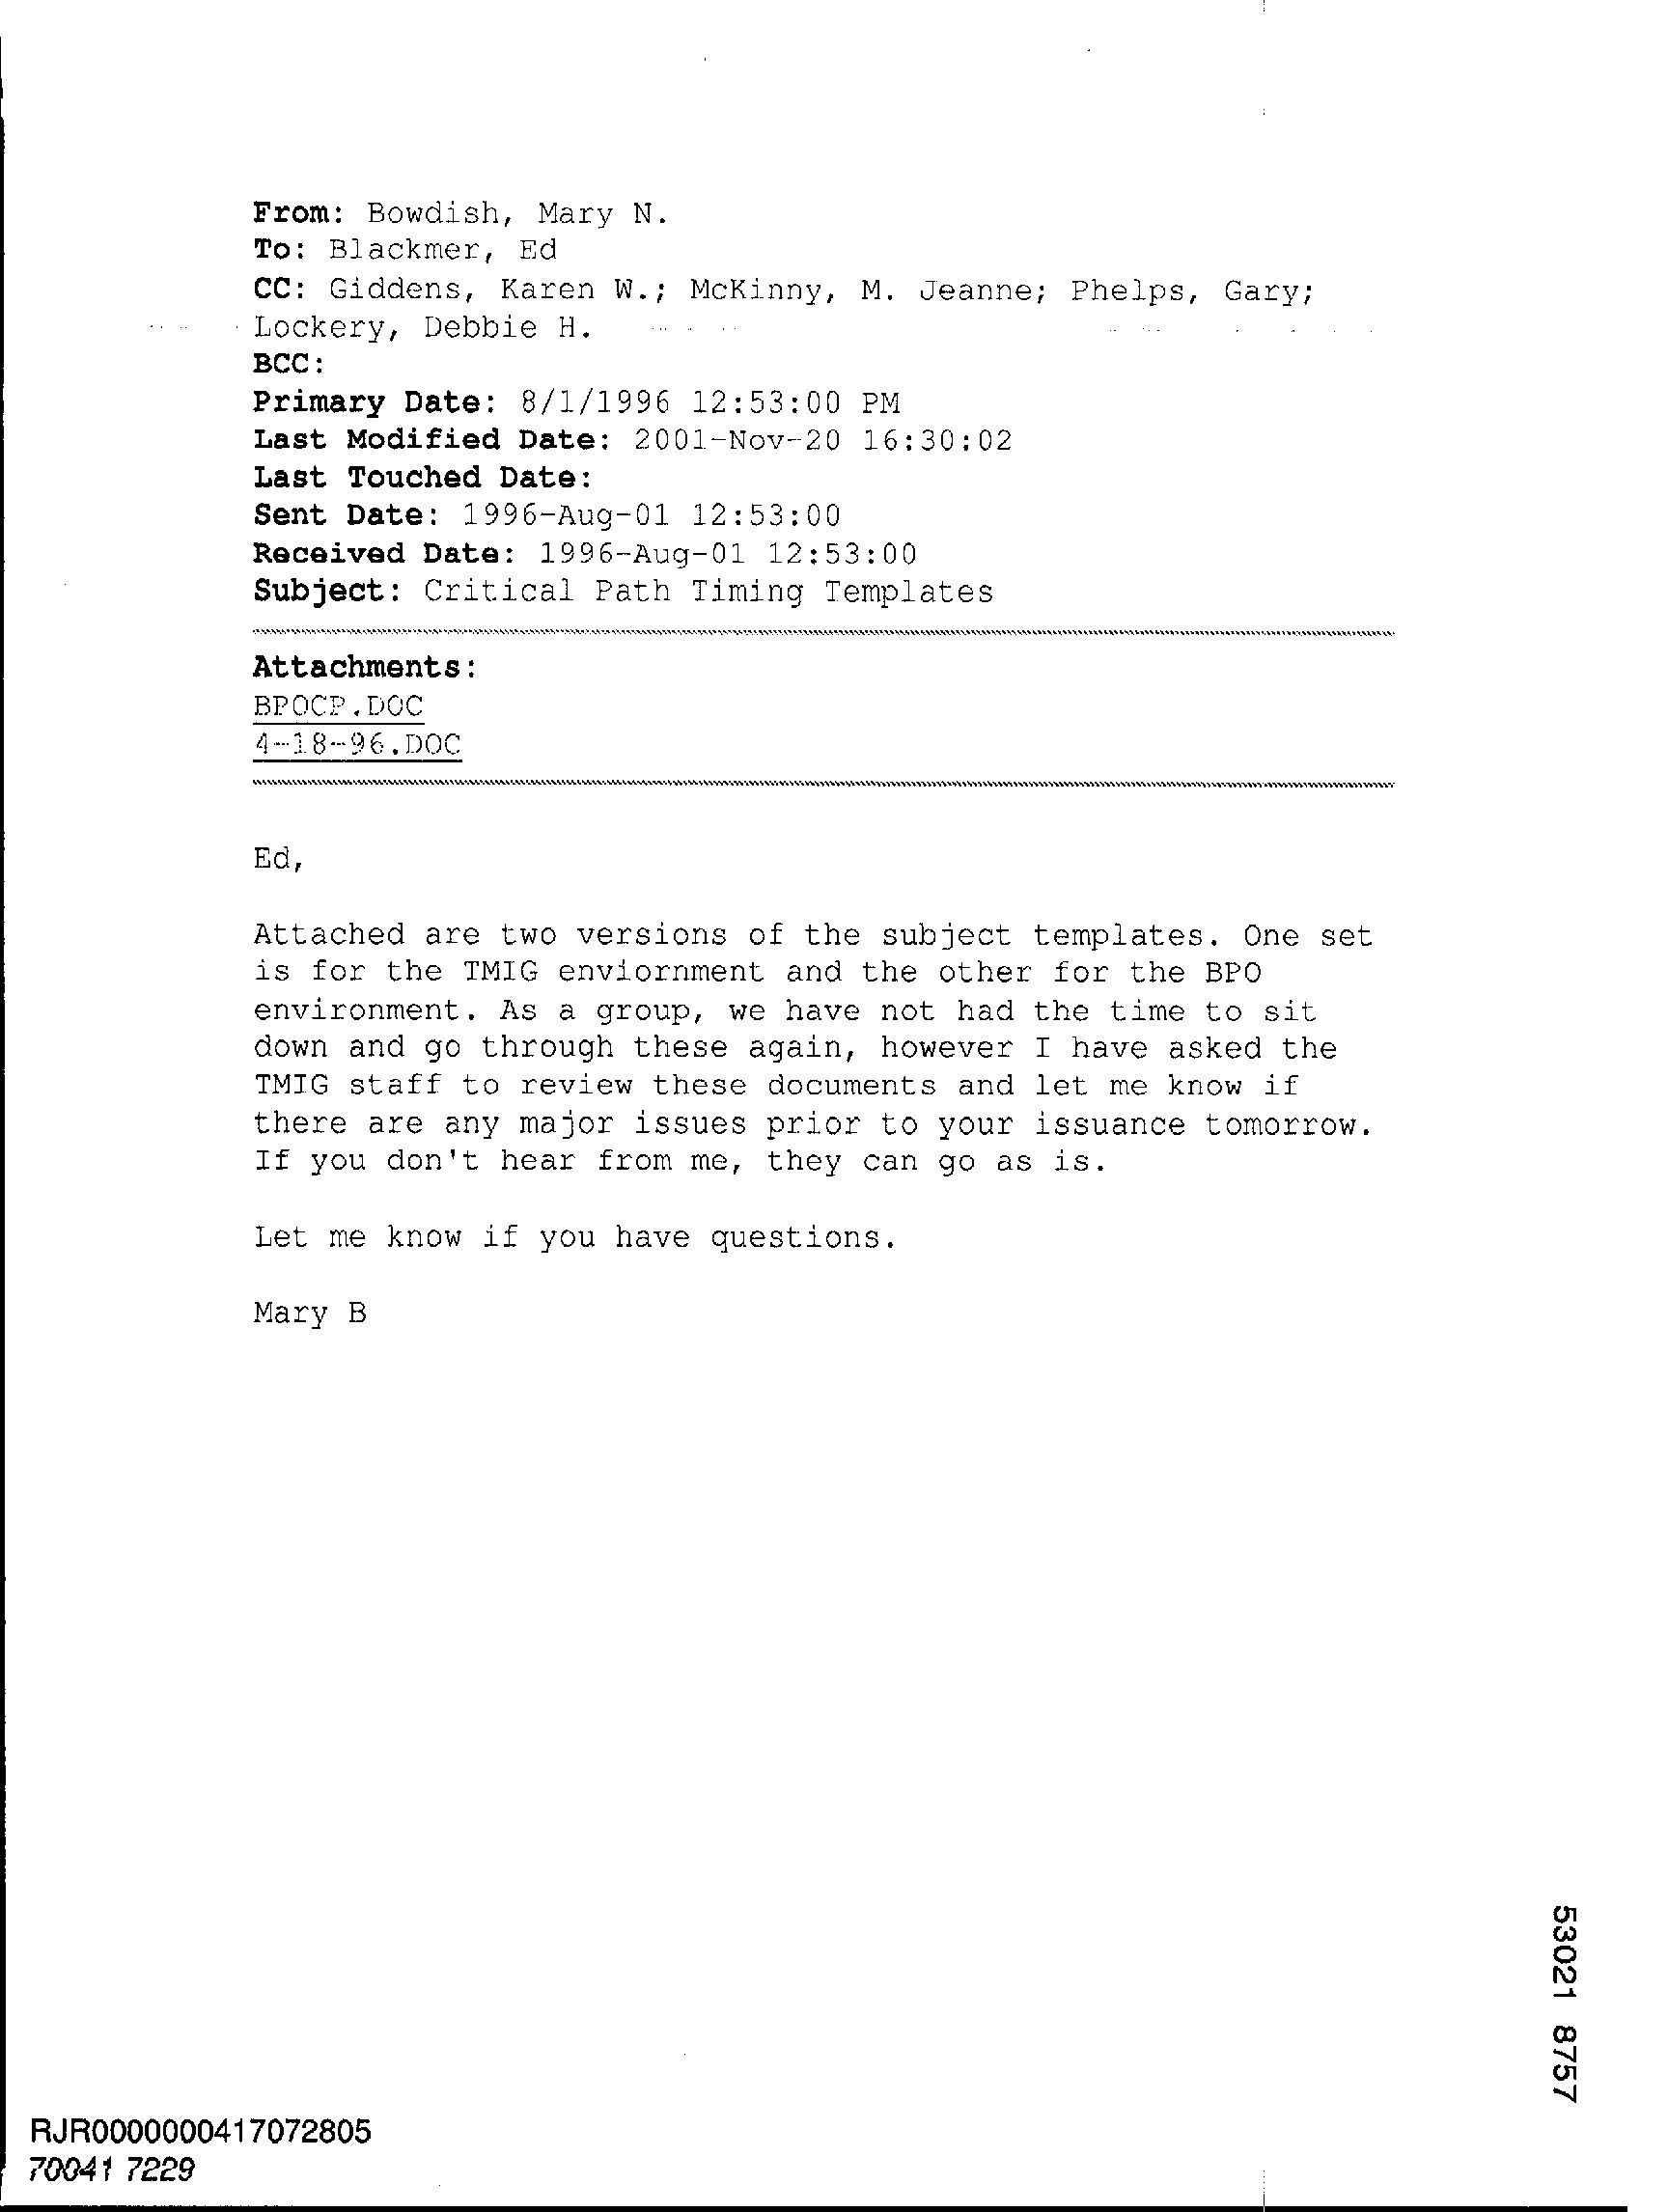 From: Bowdish, Mary N.
To: Blackmer, Ed
CC: Giddens, Karen W.; McKinny, M. Jeanne; Phelps, Gary;
Lockery, Debbie H.
BCC:
Primary Date: 8/1/1996 12:53:00 PM
Last Modified Date: 2001-Nov-20 16:30:02
Last Touched Date:
Sent Date: 1996-Aug-01 12:53:00
Received Date: 1996-Aug-01 12:53:00
Subject: Critical Path Timing Templates
Attachments:
BPOCP.DOC
4-18-96.DOC
Ed,
Attached are two versions of the subject templates. One set
is for the TMIG enviornment and the other for the BPO
environment. As a group, we have not had the time to sit
down and go through these again, however I have asked the
TMIG staff to review these documents and let me know if
there are any major issues prior to your issuance tomorrow.
If you don't hear from me, they can go as is.
Let me know if you have questions.
Mary B
53021 8757
RJR0000000417072805
70041 7229